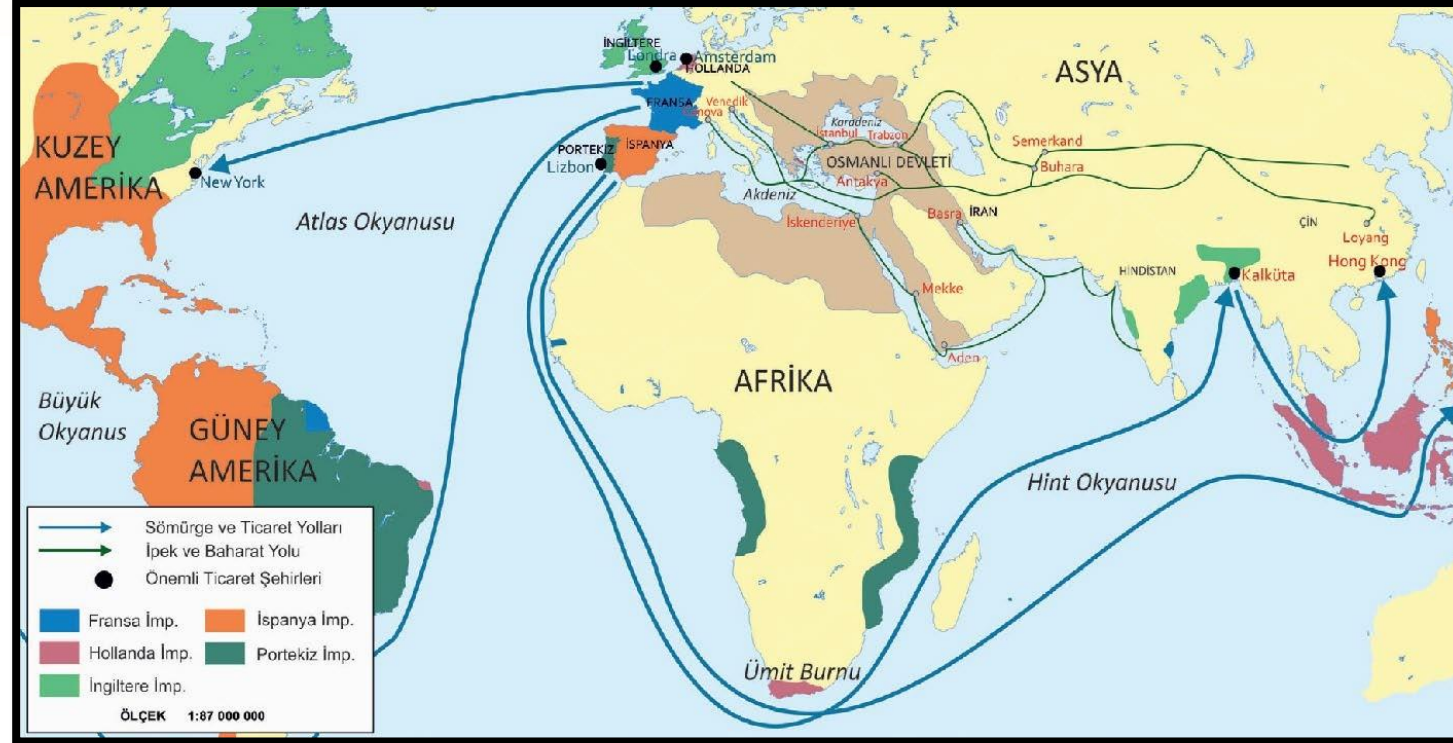 İNGİLTERE
Londra
Amsterdam
HOLLANDA
ASYA
FRANSA
Venedik
Karadeniz
İstanbul
Trabzon
Semerkand
KUZEY
AMERİKA
PORTEKİZ
İSPANYA
OSMANLI DEVLETİ
Buhara
Lizbon
New York
Antakya
Akdeniz
Atlas Okyanusu
İskenderiye
Basra
İRAN
ÇİN
Loyang
HİNDİSTAN
Hong Kong
Kalküta
Mekke
Aden
AFRİKA
Büyük
Okyanus
GÜNEY
AMERİKA
Hint Okyanusu
Ümit Burnu
Sömürge ve Ticaret Yolları
İpek ve Baharat Yolu
Önemli Ticaret Şehirleri
Fransa İmp.
İspanya İmp.
Hollanda İmp.
Portekiz İmp.
İngiltere İmp.
ÖLÇEK 1:87 000 000